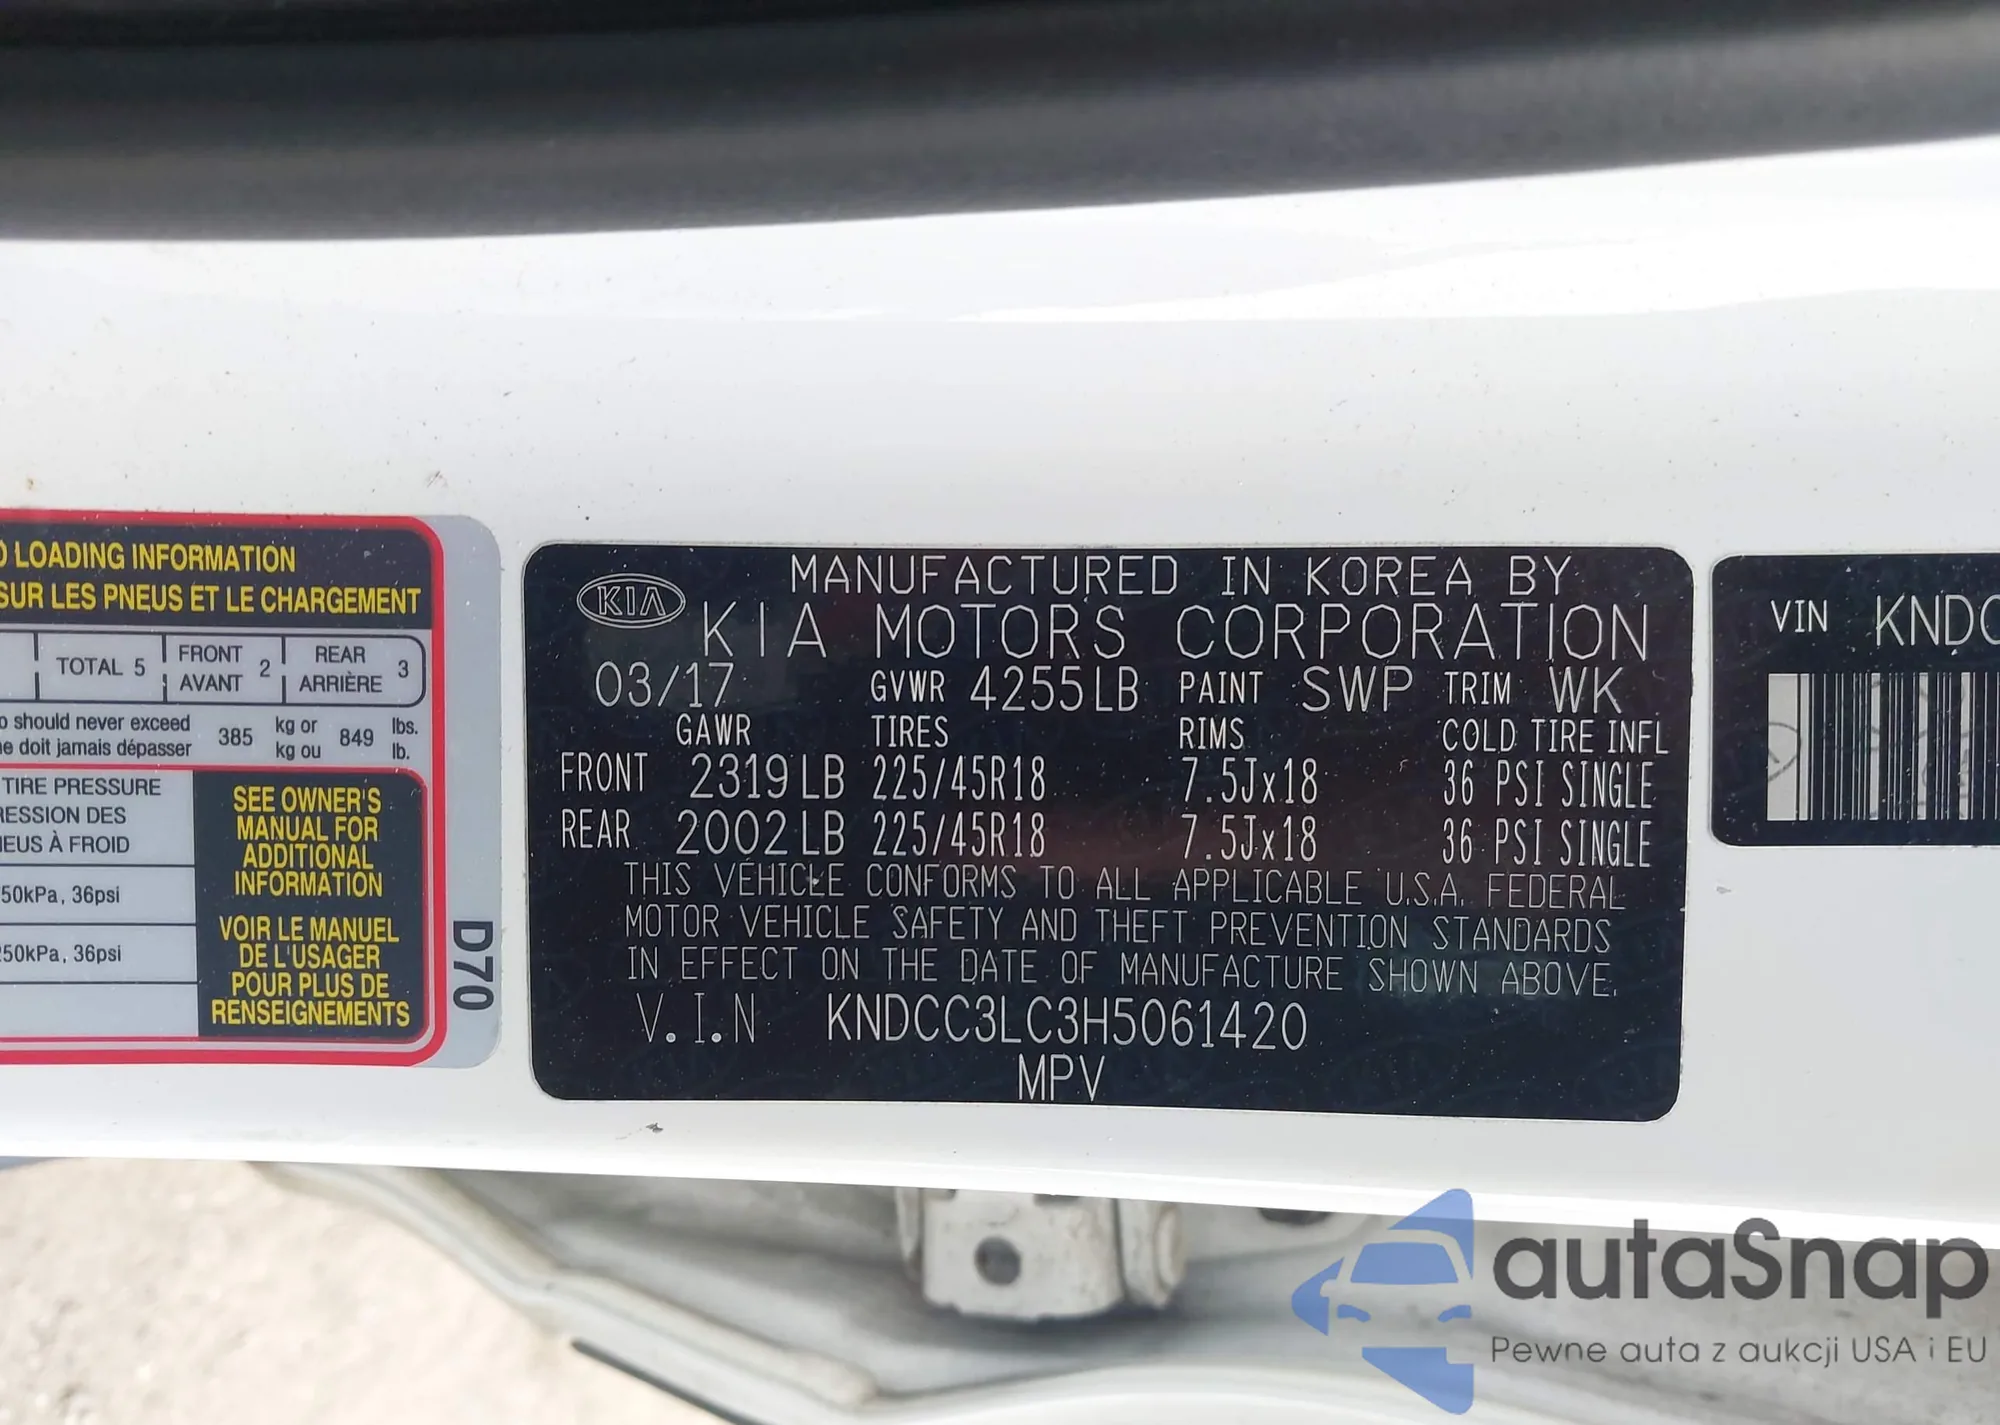 LOADING INFORMATION
SUR LES PNEUS ET LE CHARGEMENT
TOTAL 5
FRONT
AVANT
2
REAR
ARRIÈRE
3
should never exceed
doit jamais dépasser
385
kg or
kg ou
849
lbs.
lb.
TIRE PRESSURE
DES
À FROID
50kPa, 36psi
250kPa, 36psi
SEE OWNER'S
MANUAL FOR
ADDITIONAL
INFORMATION
VOIR LE MANUEL
DE L'USAGER
POUR PLUS DE
RENSEIGNEMENTS
D70
KIA
MANUFACTURED IN KOREA BY
KIA MOTORS CORPORATION
03/17 GVWR 4255LB PAINT SWP TRIM WK
GAWR TIRES RIMS COLD TIRE INFL
FRONT 2319LB 225/45R18 7.5Jx18 36 PSI SINGLE
REAR 2002LB 225/45R18 7.5Jx18 36 PSI SINGLE
THIS VEHICLE CONFORMS TO ALL APPLICABLE U.S.A. FEDERAL
MOTOR VEHICLE SAFETY AND THEFT PREVENTION STANDARDS
IN EFFECT ON THE DATE OF MANUFACTURE SHOWN ABOVE.
V.I.N KNDCC3LC3H5061420
MPV
VIN KNDC
autaSnap
Pewne auta z aukcji USA i EU